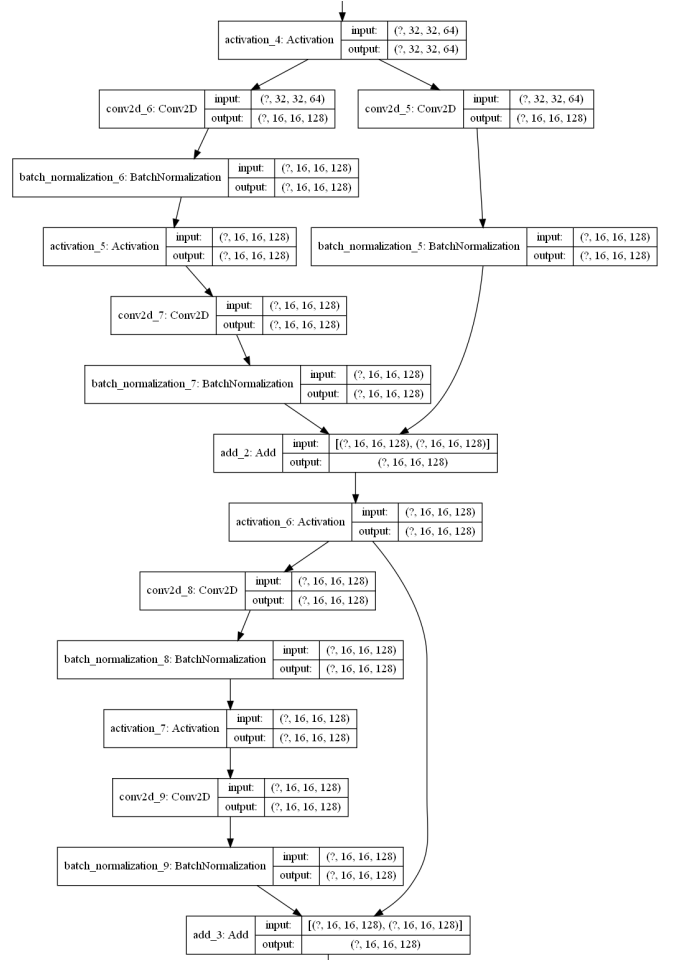 activation_4: Activation
input: (?, 32, 32, 64)
output: (?, 32, 32, 64)
conv2d_6: Conv2D
input: (?, 32, 32, 64)
output: (?, 16, 16, 128)
conv2d_5: Conv2D
input: (?, 32, 32, 64)
output: (?, 16, 16, 128)
batch_normalization_6: BatchNormalization
input: (?, 16, 16, 128)
output: (?, 16, 16, 128)
activation_5: Activation
input: (?, 16, 16, 128)
output: (?, 16, 16, 128)
batch_normalization_5: BatchNormalization
input: (?, 16, 16, 128)
output: (?, 16, 16, 128)
conv2d_7: Conv2D
input: (?, 16, 16, 128)
output: (?, 16, 16, 128)
batch_normalization_7: BatchNormalization
input: (?, 16, 16, 128)
output: (?, 16, 16, 128)
add_2: Add
input: [(?, 16, 16, 128), (?, 16, 16, 128)]
output: (?, 16, 16, 128)
activation_6: Activation
input: (?, 16, 16, 128)
output: (?, 16, 16, 128)
conv2d_8: Conv2D
input: (?, 16, 16, 128)
output: (?, 16, 16, 128)
batch_normalization_8: BatchNormalization
input: (?, 16, 16, 128)
output: (?, 16, 16, 128)
activation_7: Activation
input: (?, 16, 16, 128)
output: (?, 16, 16, 128)
conv2d_9: Conv2D
input: (?, 16, 16, 128)
output: (?, 16, 16, 128)
batch_normalization_9: BatchNormalization
input: (?, 16, 16, 128)
output: (?, 16, 16, 128)
add_3: Add
input: [(?, 16, 16, 128), (?, 16, 16, 128)]
output: (?, 16, 16, 128)